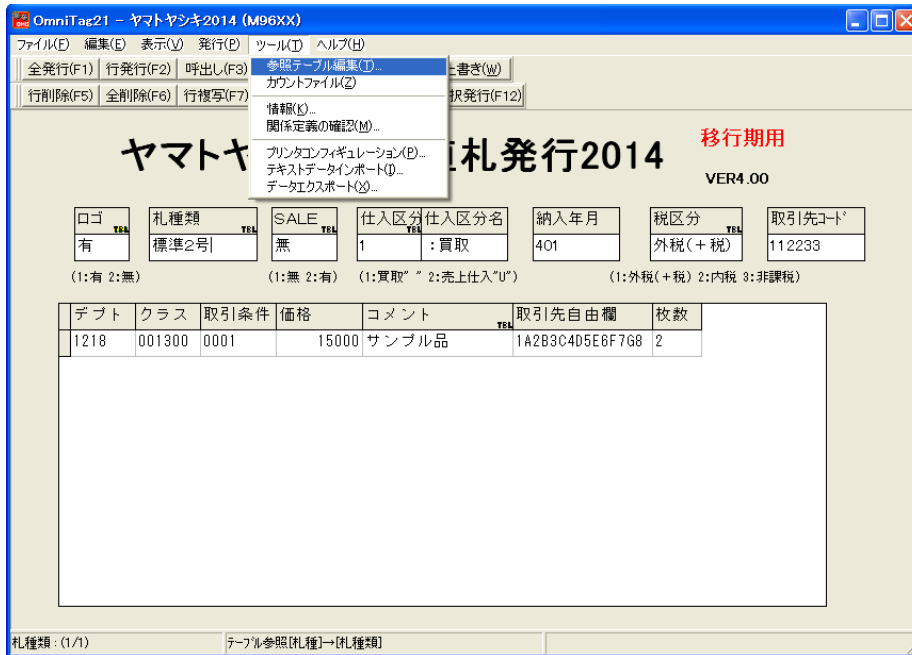 OmniTag21 - ヤマトヤシキ2014 (M96XX)
ファイル(F) 編集(E) 表示(V) 発行(P) ツール(T) ヘルプ(H)
全発行(F1) 行発行(F2) 呼出し(F3) 上書き(W)
行削除(F5) 全削除(F6) 行複写(F7) 択発行(F12)
参照テーブル編集(T)...
カウントファイル(Z)
情報(K)...
関係定義の確認(M)...
プリンタコンフィギュレーション(P)...
テキストデータインポート(I)...
データエクスポート(X)...
ヤマトヤ 札発行2014
移行期用
VER4.00
ロゴ TBL 札種類 TBL SALE TBL 仕入区分 TBL 仕入区分名 納入年月 税区分 TBL 取引先コード
有 標準2号 無 1 :買取 401 外税(+税) 112233
(1:有 2:無) (1:無 2:有) (1:買取" " 2:売上仕入"U") (1:外税(+税) 2:内税 3:非課税)
デプト クラス 取引条件 価格 コメント TBL 取引先自由欄 枚数
1218 001300 0001 15000 サンプル品 1A2B3C4D5E6F7G8 2
札種類 : (1/1) テーブル参照[札種]→[札種類]